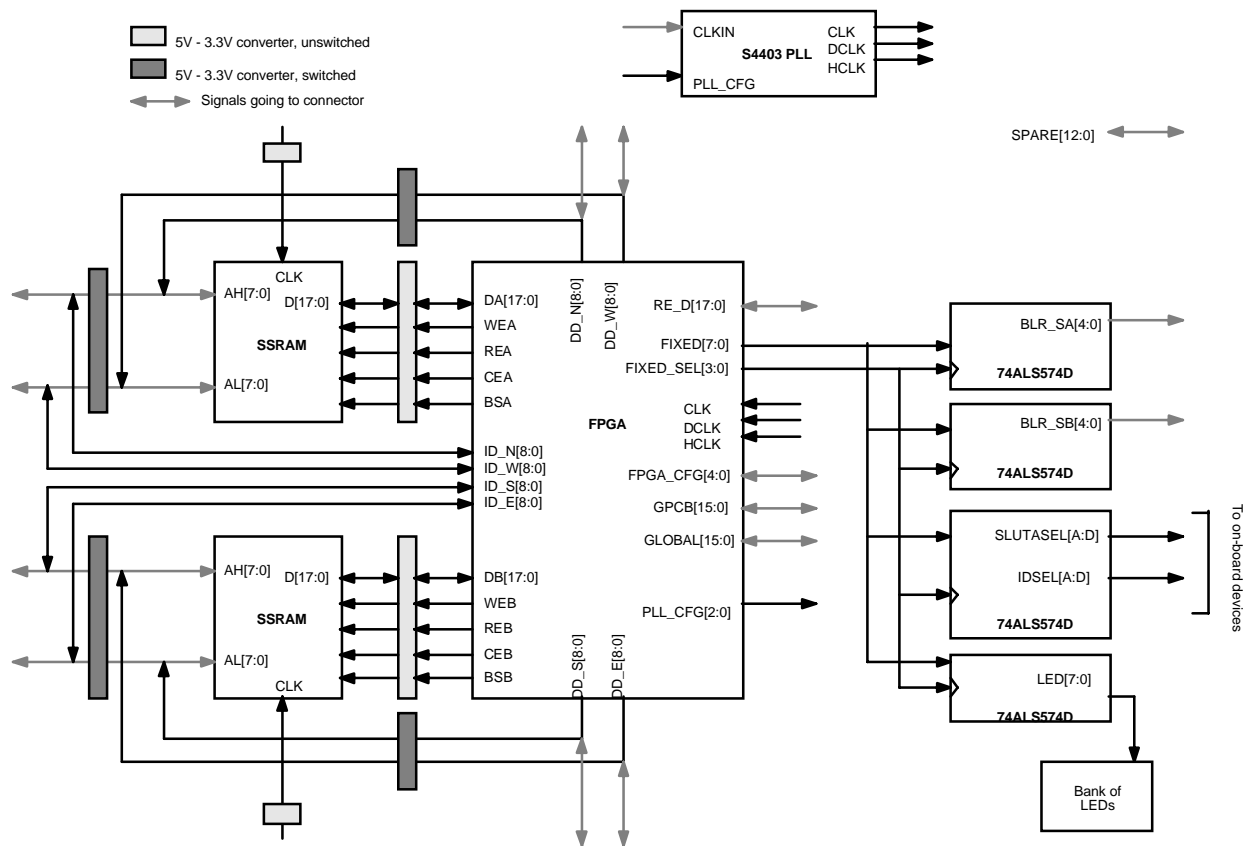 5V - 3.3V converter, unswitched
5V - 3.3V converter, switched
Signals going to connector
CLKIN
CLK
S4403 PLL
DCLK
HCLK
PLL_CFG
SPARE[12:0]
CLK
AH[7:0]
D[17:0]
SSRAM
AL[7:0]
DA[17:0]
WEA
REA
CEA
BSA
DD_N[8:0]
DD_W[8:0]
RE_D[17:0]
FIXED[7:0]
FIXED_SEL[3:0]
CLK
DCLK
HCLK
FPGA
ID_N[8:0]
ID_W[8:0]
ID_S[8:0]
ID_E[8:0]
FPGA_CFG[4:0]
GPCB[15:0]
GLOBAL[15:0]
PLL_CFG[2:0]
AH[7:0]
D[17:0]
SSRAM
AL[7:0]
CLK
DB[17:0]
WEB
REB
CEB
BSB
DD_S[8:0]
DD_E[8:0]
BLR_SA[4:0]
74ALS574D
BLR_SB[4:0]
74ALS574D
SLUTASEL[A:D]
IDSEL[A:D]
74ALS574D
To on-board devices
LED[7:0]
74ALS574D
Bank of
LEDs